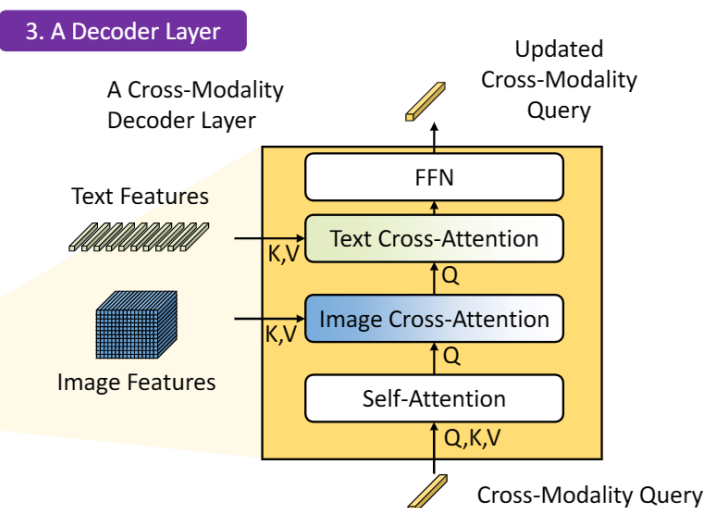 3. A Decoder Layer
Updated
Cross-Modality
Query
A Cross-Modality
Decoder Layer
FFN
Text Features
Text Cross-Attention
K,V
Q
Image Cross-Attention
K,V
Q
Image Features
Self-Attention
Q,K,V
Cross-Modality Query